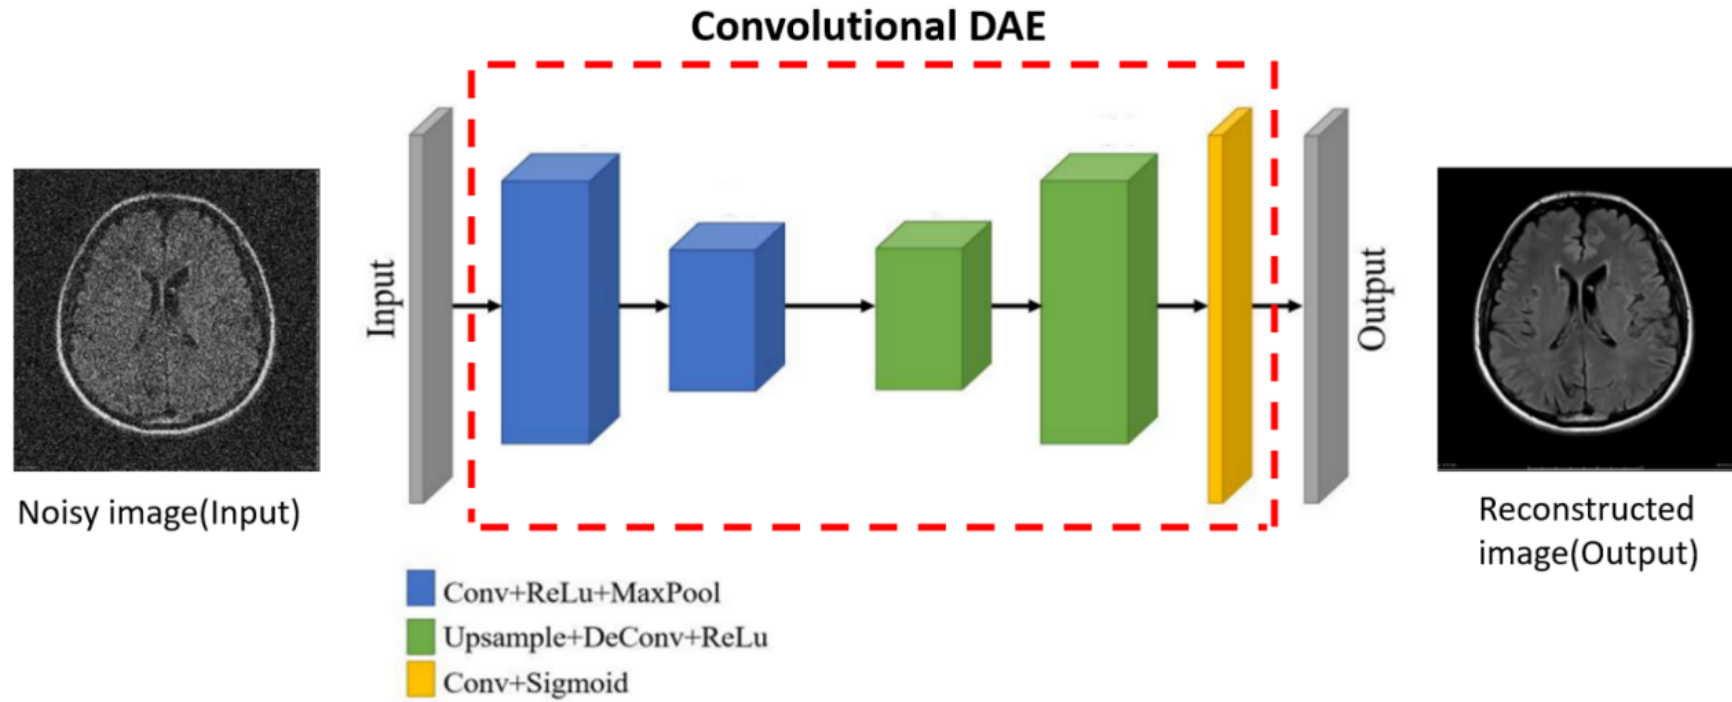 Convolutional DAE
Input
Output
Noisy image(Input)
Reconstructed
image(Output)
Conv+ReLu+MaxPool
Upsample+DeConv+ReLu
Conv+Sigmoid